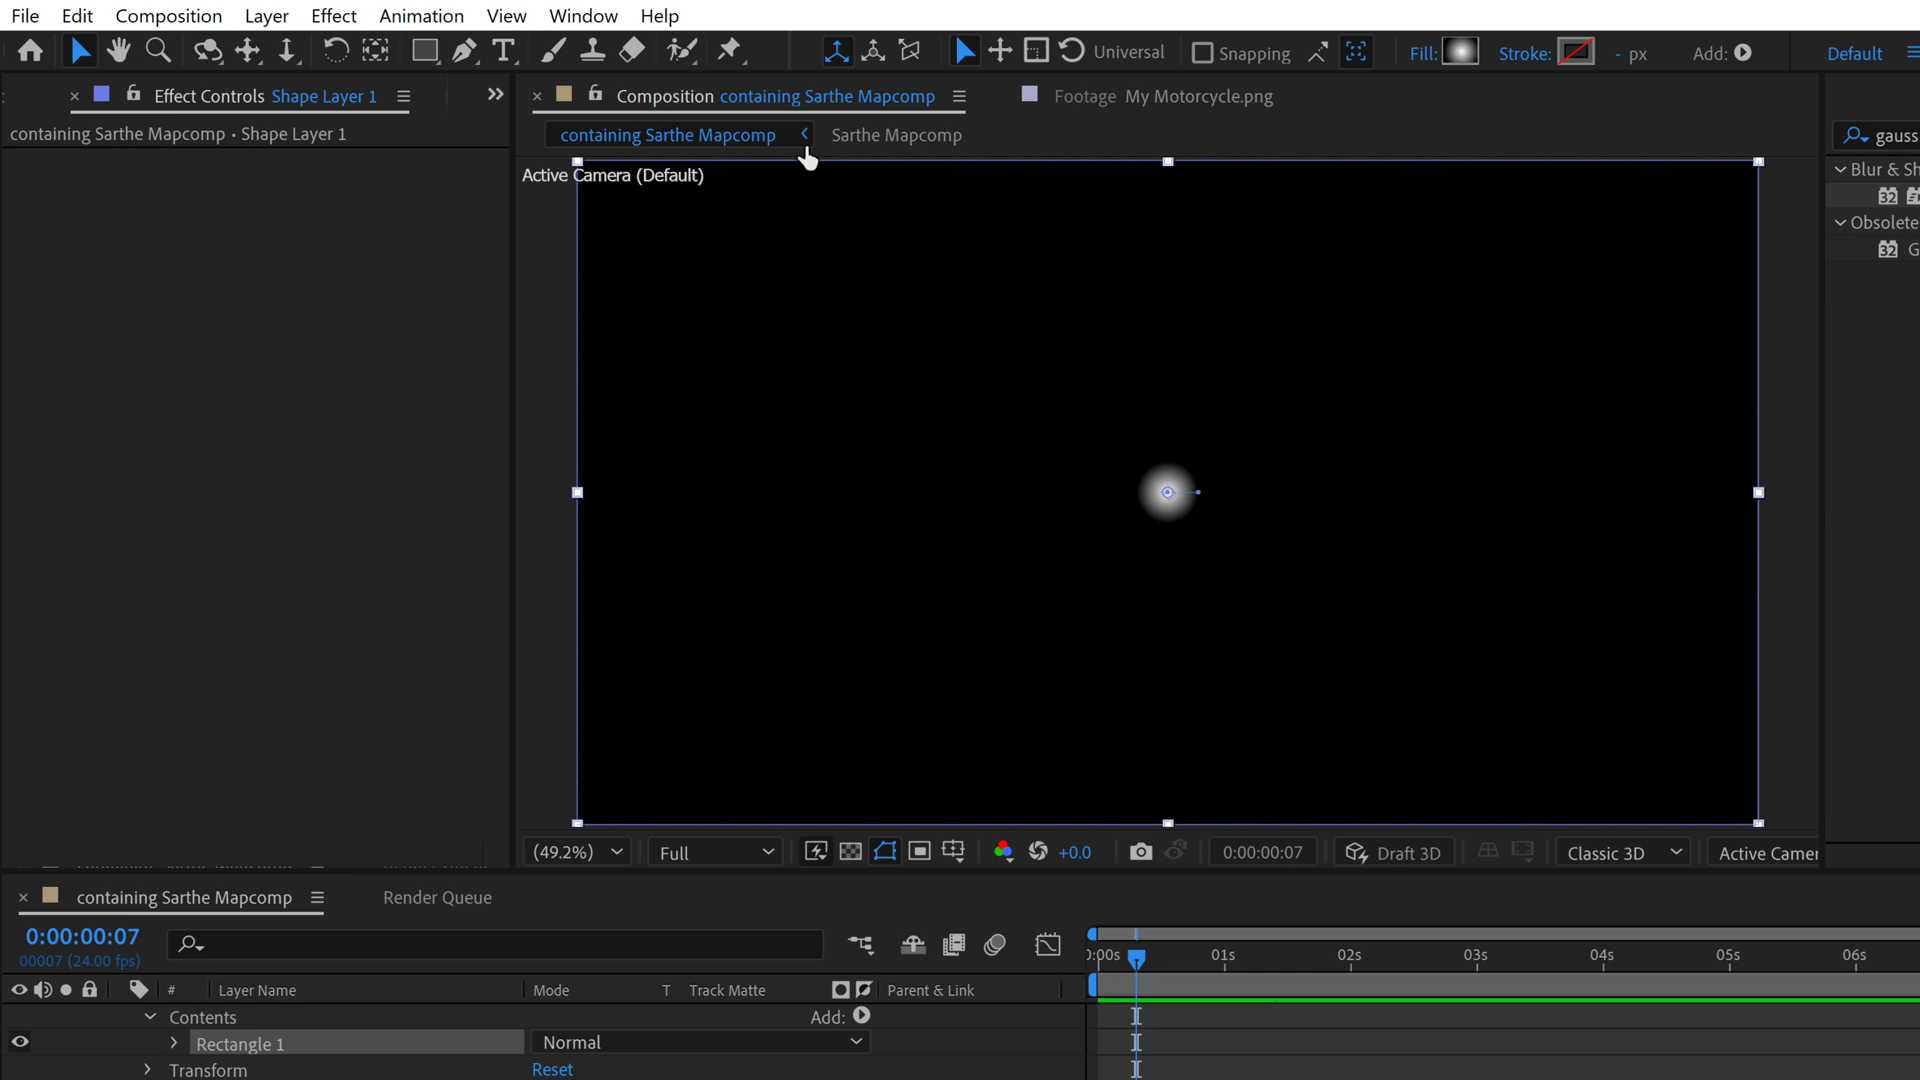 File Edit Composition Layer Effect Animation View Window Help
Universal Snapping Fill: Stroke: - px Add: Default
Effect Controls Shape Layer 1
Composition containing Sarthe Mapcomp
Footage My Motorcycle.png
containing Sarthe Mapcomp • Shape Layer 1
containing Sarthe Mapcomp
Sarthe Mapcomp
gauss
Active Camera (Default)
Blur & Sh
32
Obsolete
32 G
(49.2%) Full +0.0 0:00:00:07 Draft 3D Classic 3D Active Camer
containing Sarthe Mapcomp
Render Queue
0:00:00:07
00007 (24.00 fps)
0:00s 01s 02s 03s 04s 05s 06s
# Layer Name Mode T Track Matte Parent & Link
Contents Add:
Rectangle 1 Normal
Transform Reset